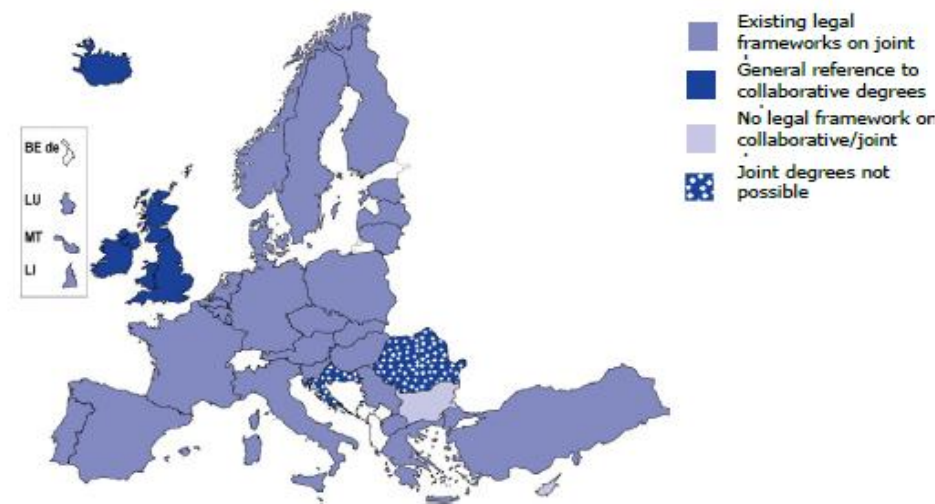 Existing legal
frameworks on joint
General reference to
collaborative degrees
No legal framework on
collaborative/joint
Joint degrees not
possible
BE de
LU
MT
LI